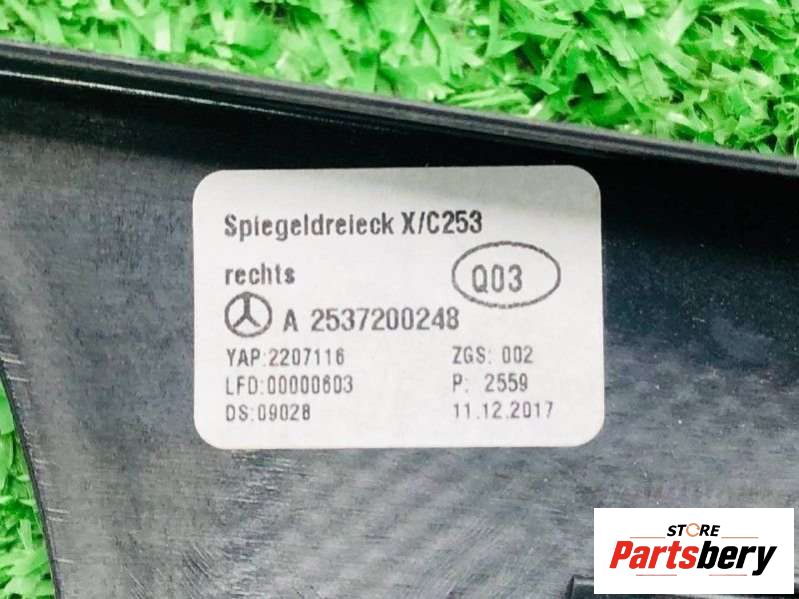 Spiegeldreieck X/C253
rechts
Q03
A 2537200248
YAP:2207116 ZGS: 002
LFD:00000603 P: 2559
DS:09028 11.12.2017
STORE
Partsbery